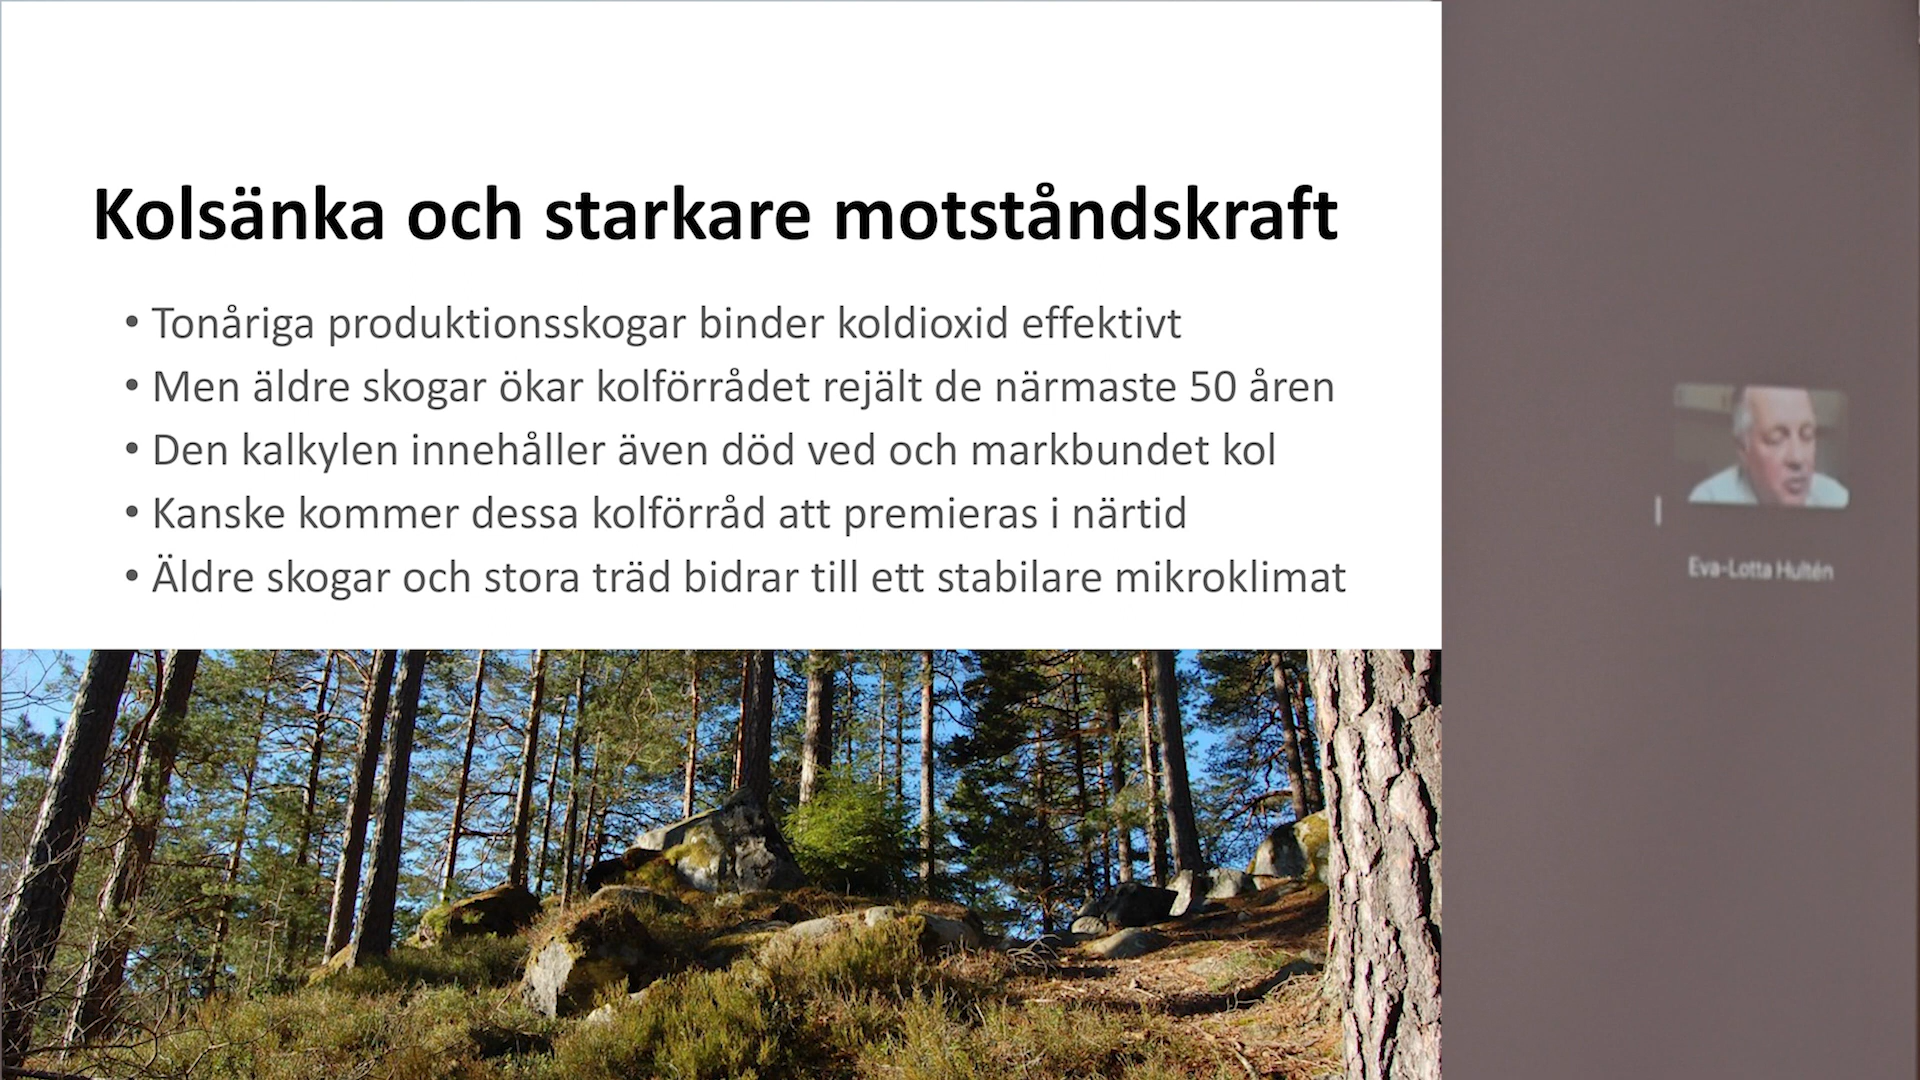 Kolsänka och starkare motståndskraft
• Tonåriga produktionsskogar binder koldioxid effektivt
• Men äldre skogar ökar kolförrådet rejält de närmaste 50 åren
• Den kalkylen innehåller även död ved och markbundet kol
• Kanske kommer dessa kolförråd att premieras i närtid
• Äldre skogar och stora träd bidrar till ett stabilare mikroklimat
Eva-Lotta Hultén